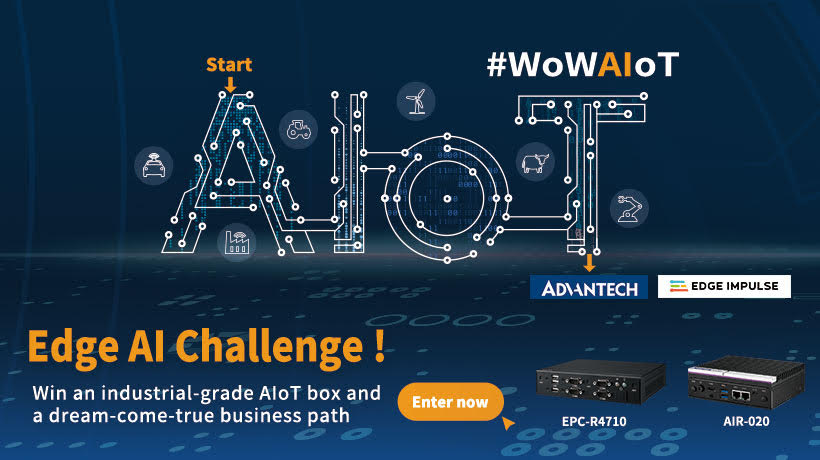 Start
#WoWAIoT
AIoT
ADVANTECH
EDGE IMPULSE
Edge AI Challenge !
Win an industrial-grade AIoT box and
a dream-come-true business path
Enter now
EPC-R4710
AIR-020